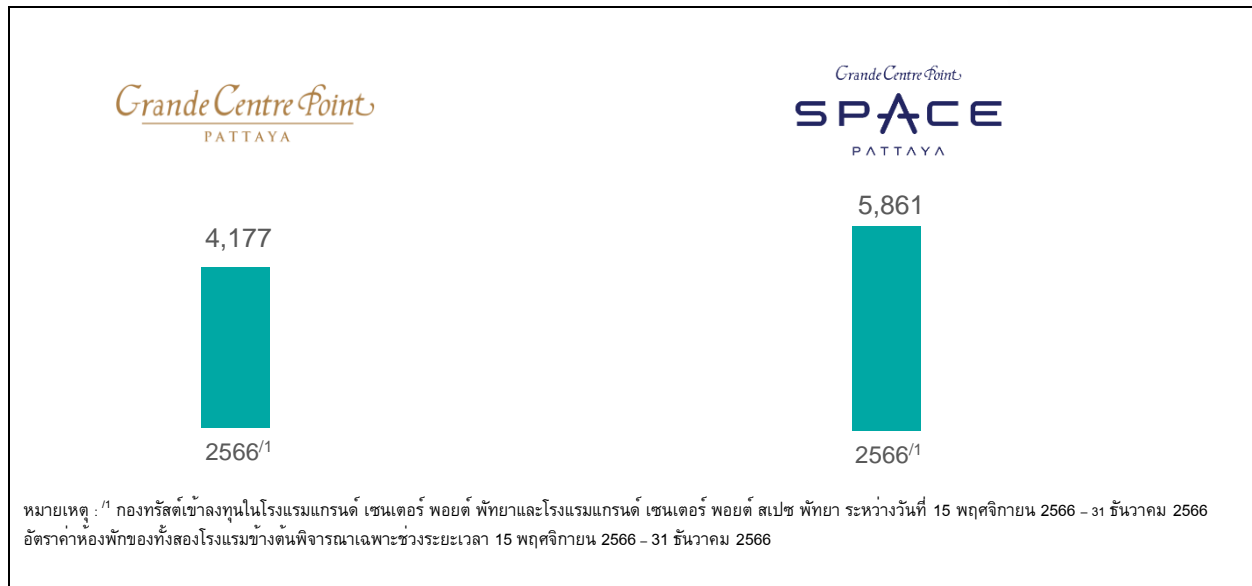 Grande Centre Point
PATTAYA
Grande Centre Point
SPACE
PATTAYA
4,177
5,861
2566/1
2566/1
หมายเหตุ : /1 กองทรัสต์เข้าลงทุนในโรงแรมแกรนด์ เซนเตอร์ พอยต์ พัทยาและโรงแรมแกรนด์ เซนเตอร์ พอยต์ สเปซ พัทยา ระหว่างวันที่ 15 พฤศจิกายน 2566 – 31 ธันวาคม 2566
อัตราค่าห้องพักของทั้งสองโรงแรมข้างต้นพิจารณาเฉพาะช่วงระยะเวลา 15 พฤศจิกายน 2566 – 31 ธันวาคม 2566